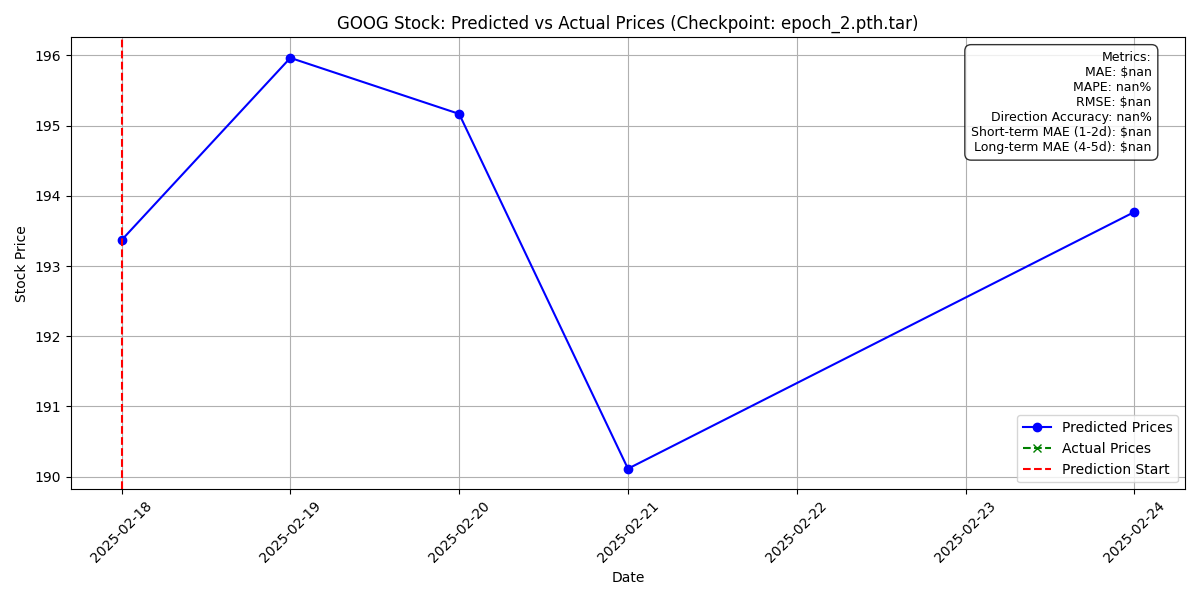 GOOG Stock: Predicted vs Actual Prices (Checkpoint: epoch_2.pth.tar)
Metrics:
MAE: $nan
MAPE: nan%
RMSE: $nan
Direction Accuracy: nan%
Short-term MAE (1-2d): $nan
Long-term MAE (4-5d): $nan
196
195
194
193
192
191
190
Stock Price
Predicted Prices
Actual Prices
Prediction Start
2025-02-18
2025-02-19
2025-02-20
2025-02-21
2025-02-22
2025-02-23
2025-02-24
Date